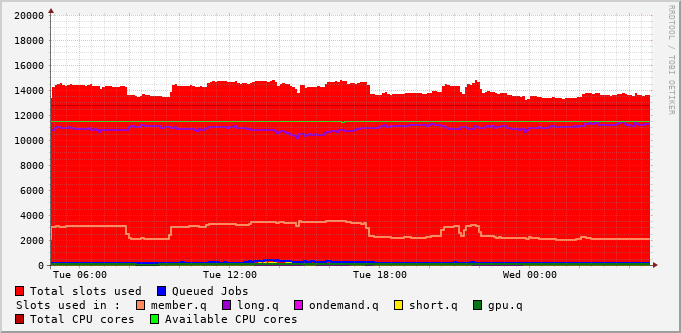 20000
18000
16000
14000
12000
10000
8000
6000
4000
2000
0
Tue 06:00 Tue 12:00 Tue 18:00 Wed 00:00
RRDTOOL / TOBI OETIKER
Total slots used Queued Jobs
Slots used in : member.q long.q ondemand.q short.q gpu.q
Total CPU cores Available CPU cores